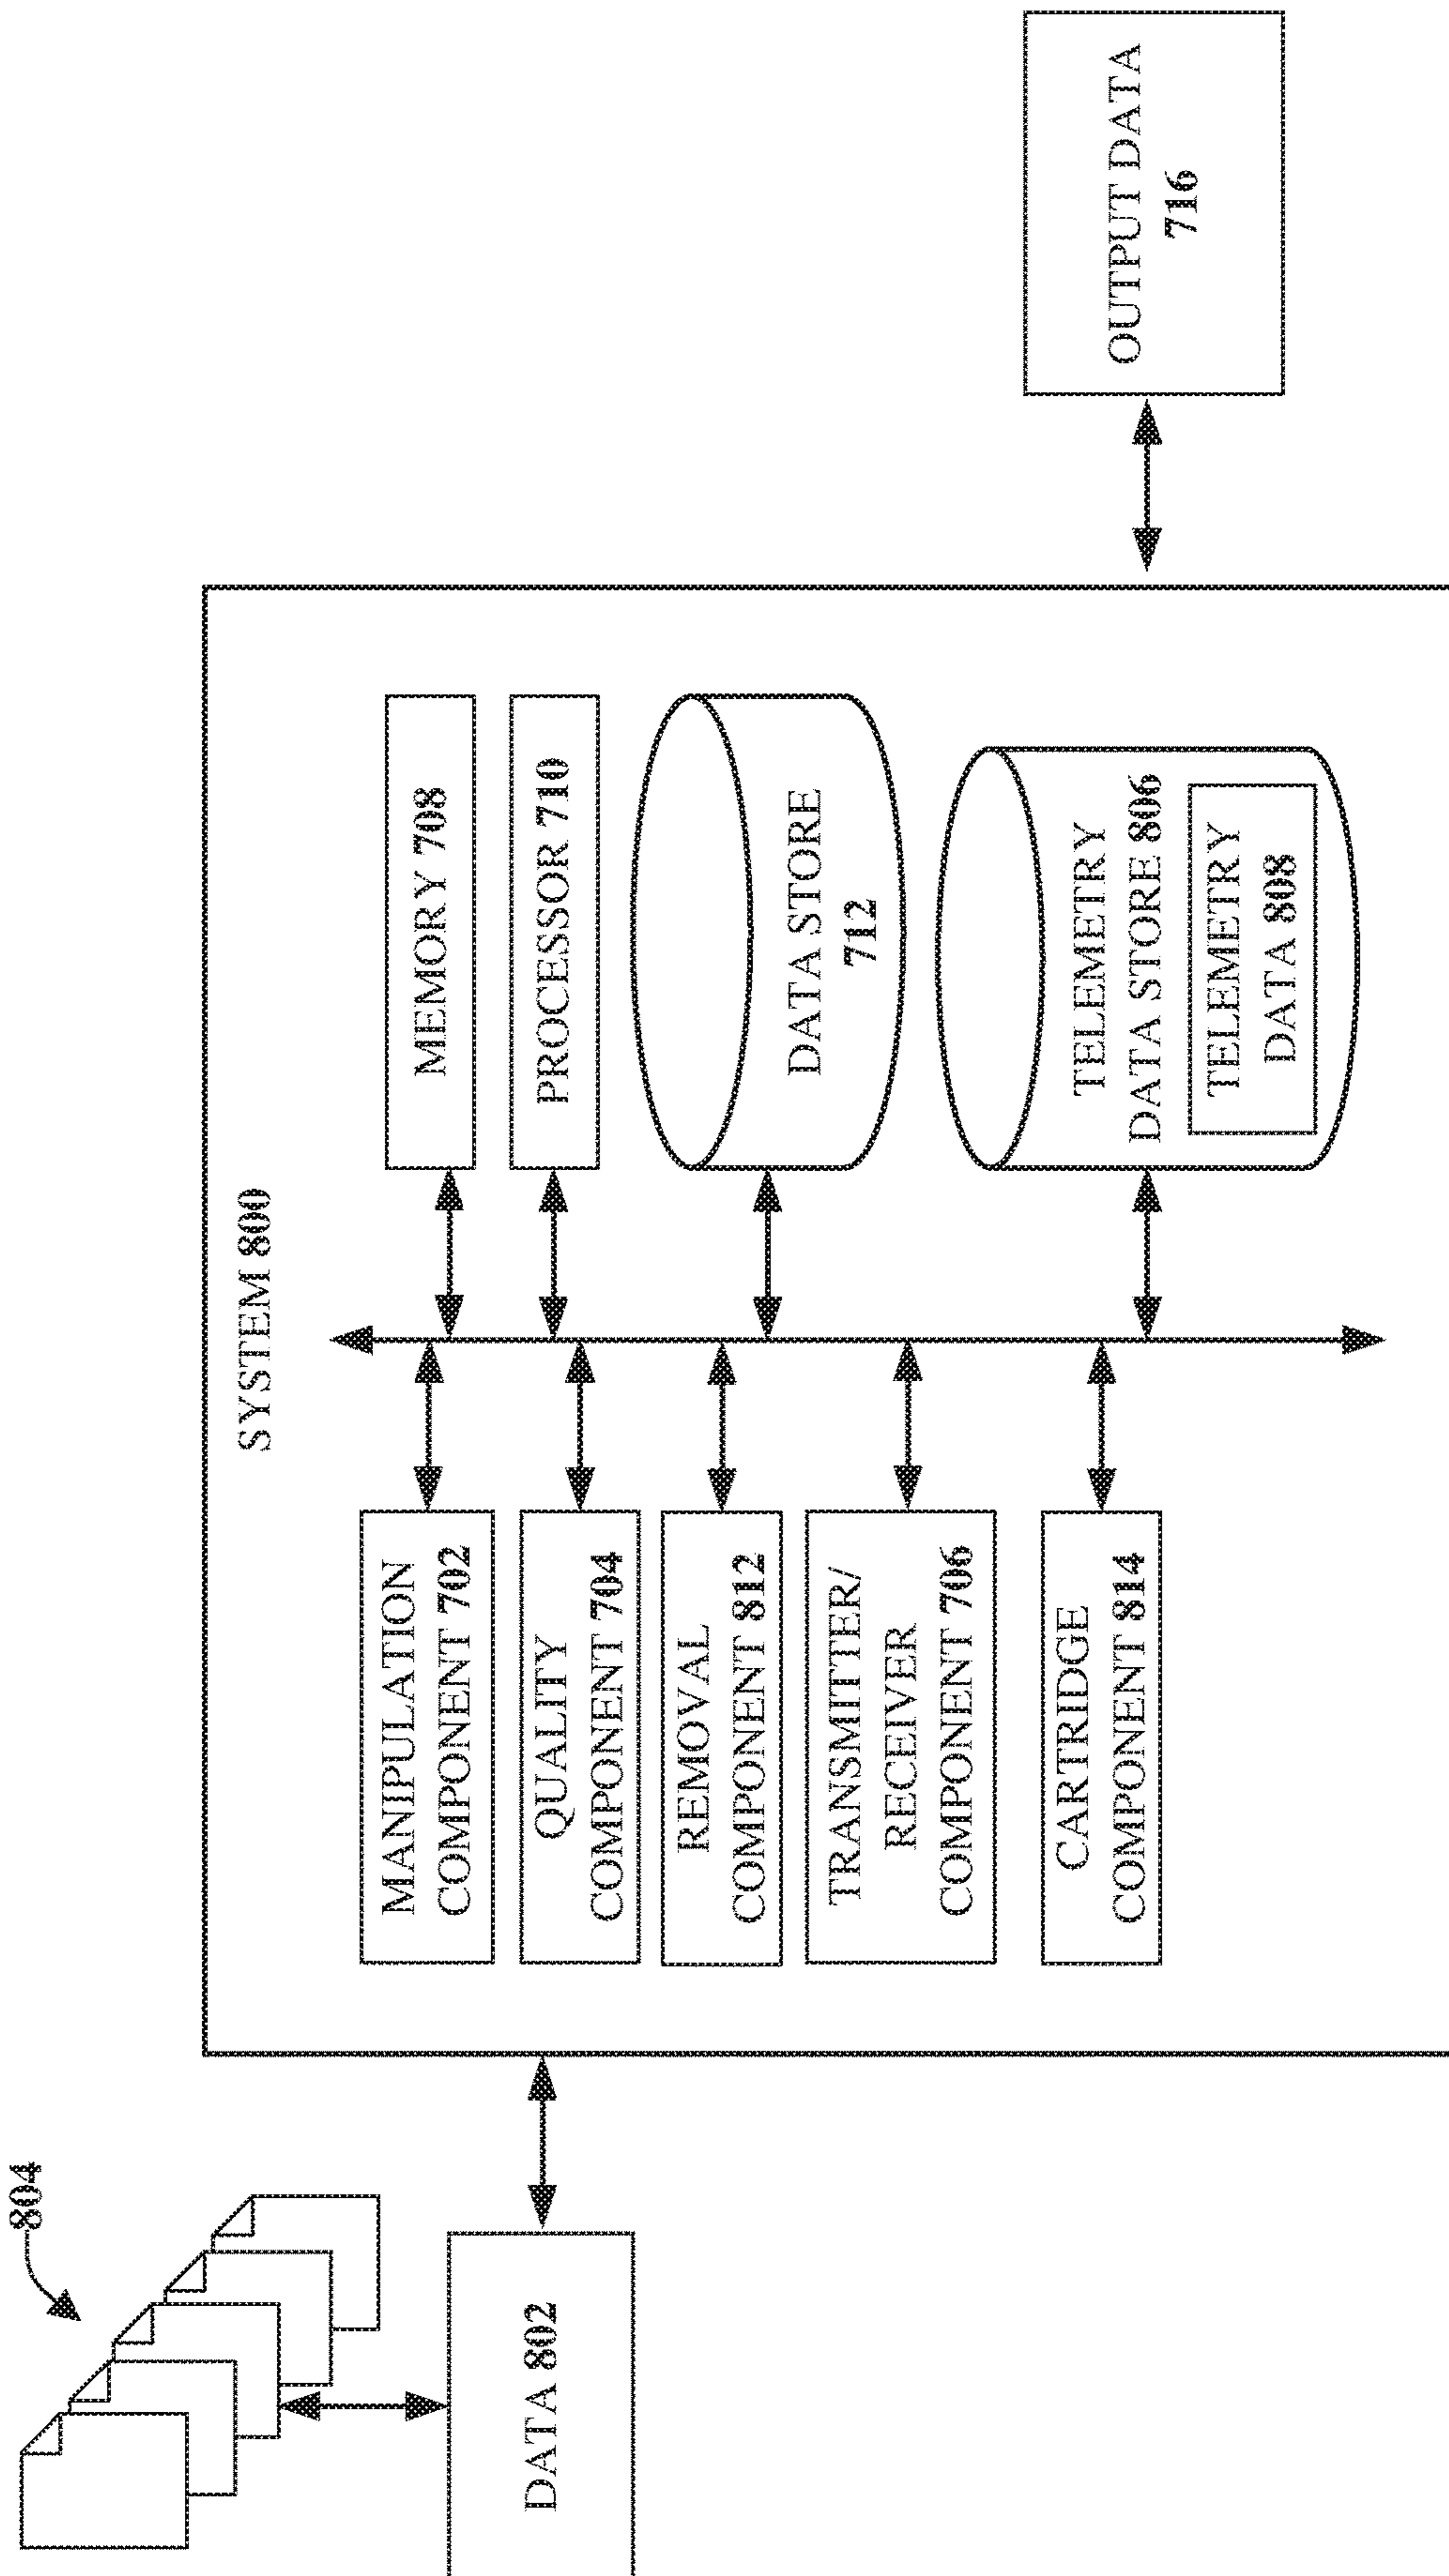 804
DATA 802
SYSTEM 800
MANIPULATION
COMPONENT 702
QUALITY
COMPONENT 704
REMOVAL
COMPONENT 812
TRANSMITTER/
RECEIVER
COMPONENT 706
CARTRIDGE
COMPONENT 814
MEMORY 708
PROCESSOR 710
DATA STORE
712
TELEMETRY
DATA STORE 806
TELEMETRY
DATA 808
OUTPUT DATA
716